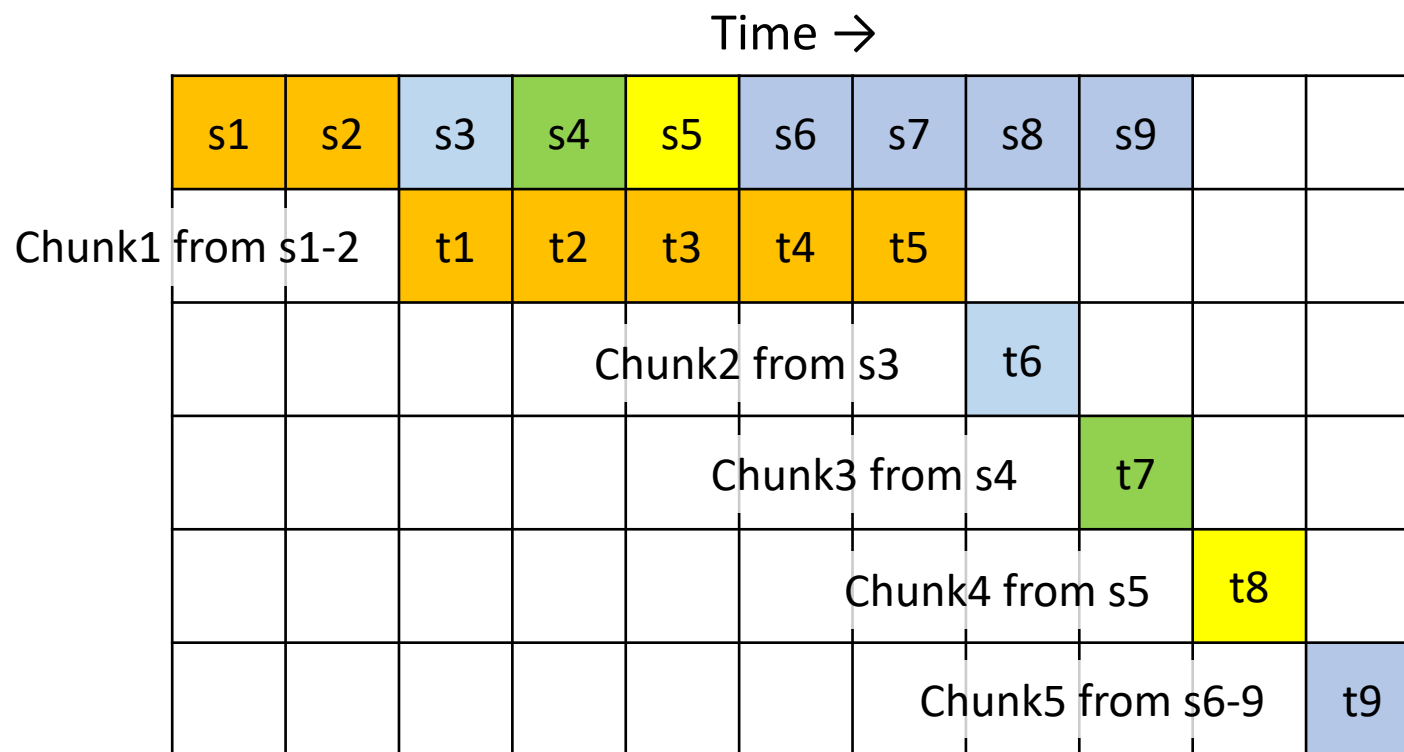 Time →
s1 s2 s3 s4 s5 s6 s7 s8 s9
Chunk1 from s1-2 t1 t2 t3 t4 t5
Chunk2 from s3 t6
Chunk3 from s4 t7
Chunk4 from s5 t8
Chunk5 from s6-9 t9